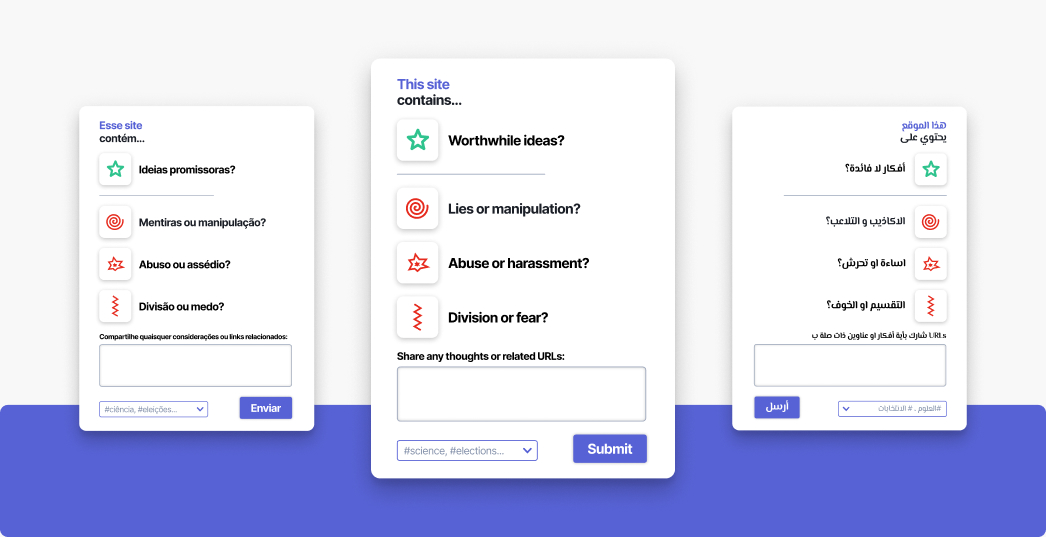 Esse site
contém...
Ideias promissoras?
Mentiras ou manipulação?
Abuso ou assédio?
Divisão ou medo?
Compartilhe quaisquer considerações ou links relacionados:
#ciência, #eleições...
Enviar
This site
contains...
Worthwhile ideas?
Lies or manipulation?
Abuse or harassment?
Division or fear?
Share any thoughts or related URLs:
#science, #elections...
Submit
هذا الموقع
يحتوي على
أفكار لا فائدة؟
الاكاذيب و التلاعب؟
اساءة او تحرش؟
التقسيم او الخوف؟
URLs شارك بأية أفكار او عناوين ذات صلة ب
أرسل
#العلوم . # الانتخابات